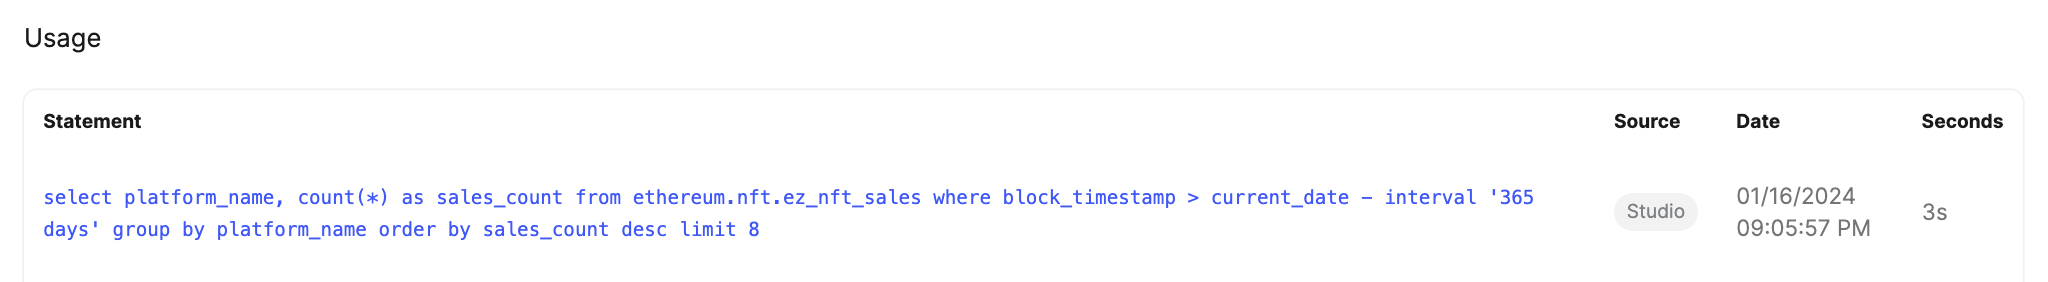 Usage
Statement
Source
Date
Seconds
select platform_name, count(*) as sales_count from ethereum.nft.ez_nft_sales where block_timestamp > current_date - interval '365
days' group by platform_name order by sales_count desc limit 8
Studio
01/16/2024
09:05:57 PM
3s